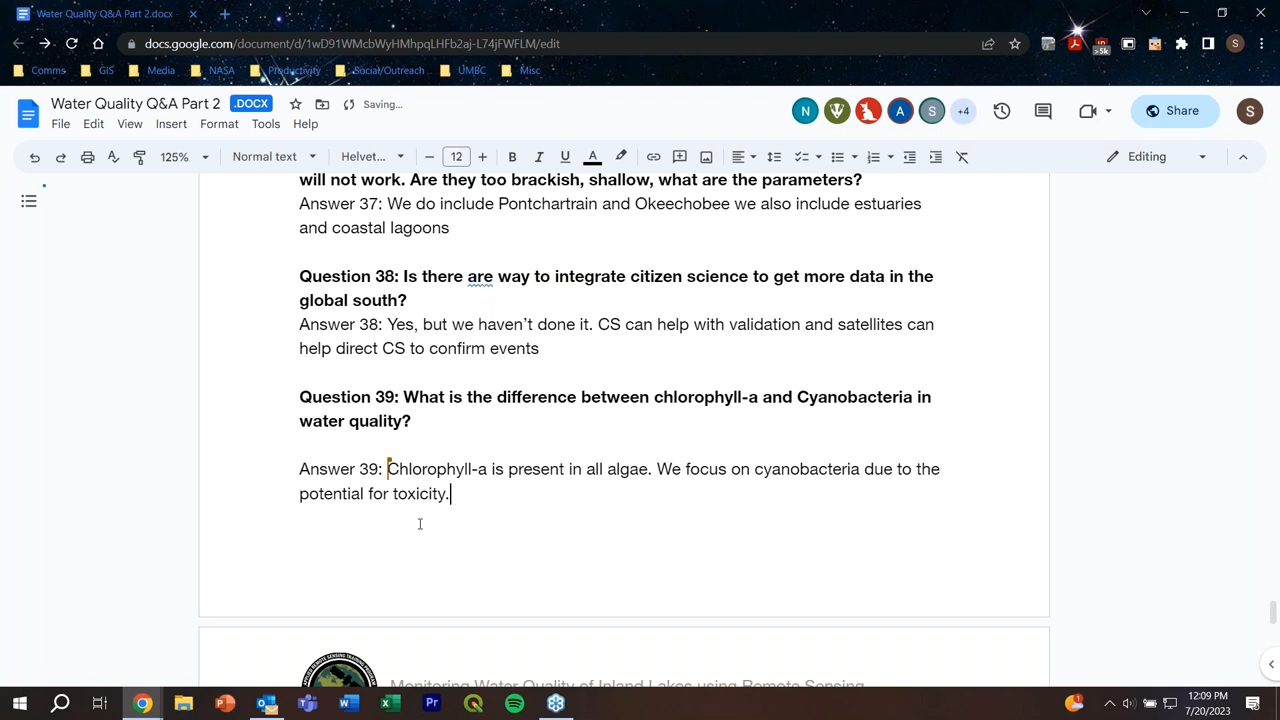 Water Quality Q&A Part 2.docx
docs.google.com/document/d/1wD91WMcbWyHMhpqLHFb2aj-L74jFWFLM/edit
>5k
S
Comms GIS Media NASA Productivity Social/Outreach UMBC Misc
Water Quality Q&A Part 2 .DOCX Saving...
N A S +4 Share S
File Edit View Insert Format Tools Help
125% Normal text Helvet... 12 B I U A Editing
will not work. Are they too brackish, shallow, what are the parameters?
Answer 37: We do include Pontchartrain and Okeechobee we also include estuaries
and coastal lagoons
Question 38: Is there are way to integrate citizen science to get more data in the
global south?
Answer 38: Yes, but we haven't done it. CS can help with validation and satellites can
help direct CS to confirm events
Question 39: What is the difference between chlorophyll-a and Cyanobacteria in
water quality?
Answer 39: Chlorophyll-a is present in all algae. We focus on cyanobacteria due to the
potential for toxicity.
Monitoring Water Quality of Inland Lakes using Remote Sensing
12:09 PM
7/20/2023